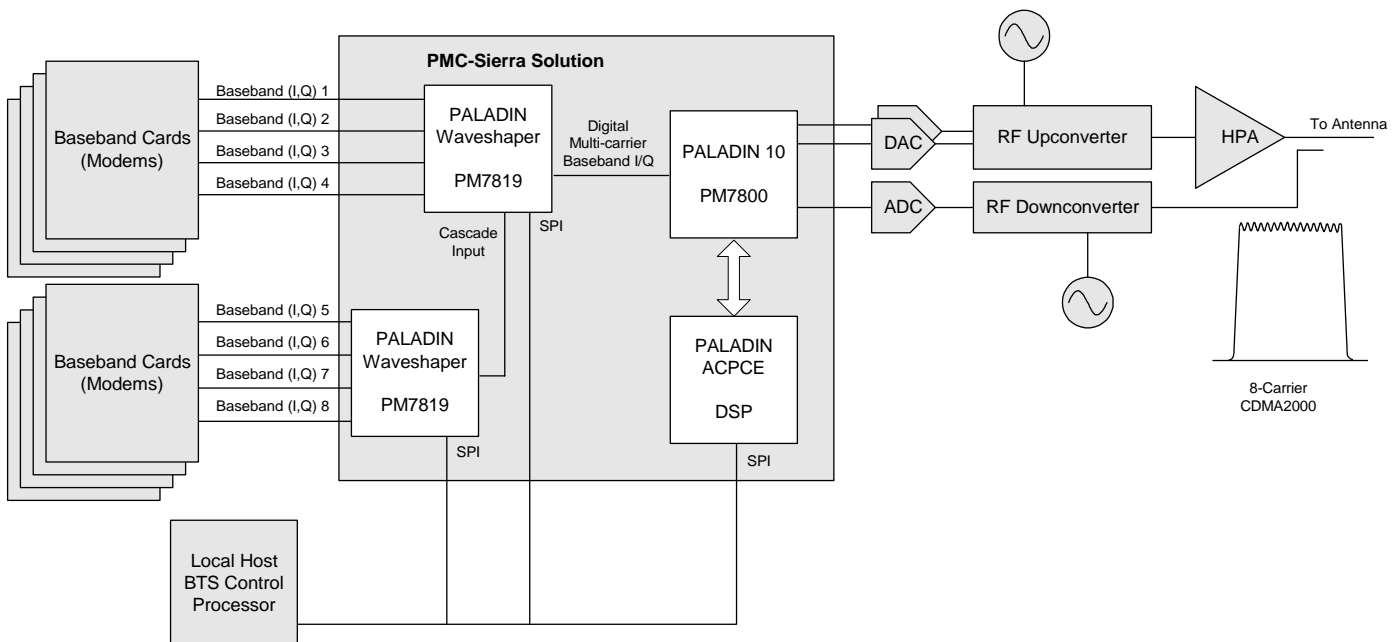 PMC-Sierra Solution
Baseband Cards
(Modems)
Baseband (I,Q) 1
Baseband (I,Q) 2
Baseband (I,Q) 3
Baseband (I,Q) 4
PALADIN
Waveshaper
PM7819
Digital
Multi-carrier
Baseband I/Q
PALADIN 10
PM7800
DAC
RF Upconverter
HPA
To Antenna
ADC
RF Downconverter
Cascade
Input
SPI
Baseband Cards
(Modems)
Baseband (I,Q) 5
Baseband (I,Q) 6
Baseband (I,Q) 7
Baseband (I,Q) 8
PALADIN
Waveshaper
PM7819
SPI
PALADIN
ACPCE
DSP
SPI
8-Carrier
CDMA2000
Local Host
BTS Control
Processor